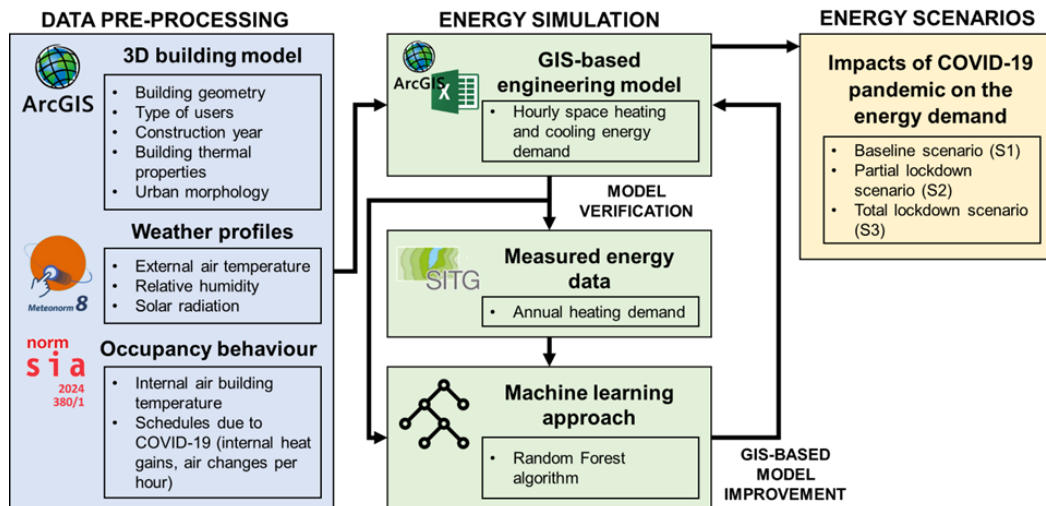 DATA PRE-PROCESSING
3D building model
ArcGIS
• Building geometry
• Type of users
• Construction year
• Building thermal
properties
• Urban morphology
Weather profiles
Meteonorm 8
• External air temperature
• Relative humidity
• Solar radiation
norm
sia
2024
380/1
Occupancy behaviour
• Internal air building
temperature
• Schedules due to
COVID-19 (internal heat
gains, air changes per
hour)
ENERGY SIMULATION
ArcGIS
X
GIS-based
engineering model
• Hourly space heating
and cooling energy
demand
MODEL
VERIFICATION
SITG
Measured energy
data
• Annual heating demand
Machine learning
approach
• Random Forest
algorithm
GIS-BASED
MODEL
IMPROVEMENT
ENERGY SCENARIOS
Impacts of COVID-19
pandemic on the
energy demand
• Baseline scenario (S1)
• Partial lockdown
scenario (S2)
• Total lockdown scenario
(S3)